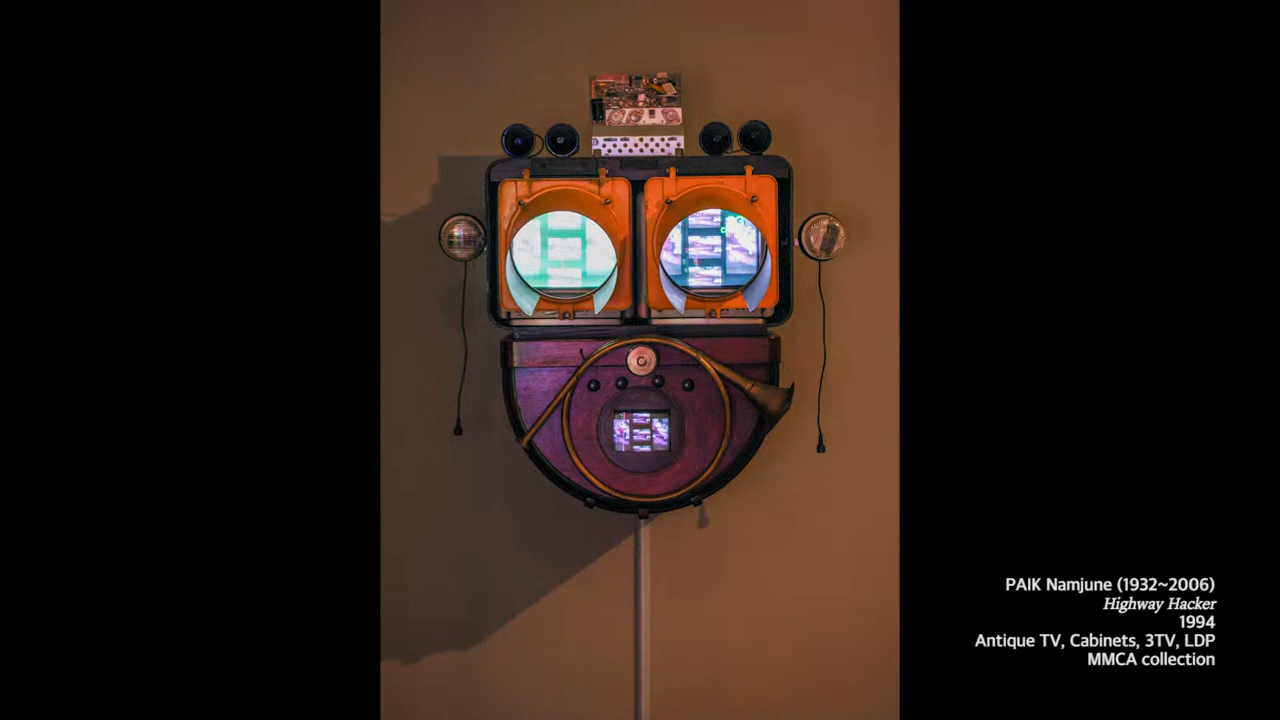 PAIK Namjune (1932~2006)
Highway Hacker
1994
Antique TV, Cabinets, 3TV, LDP
MMCA collection